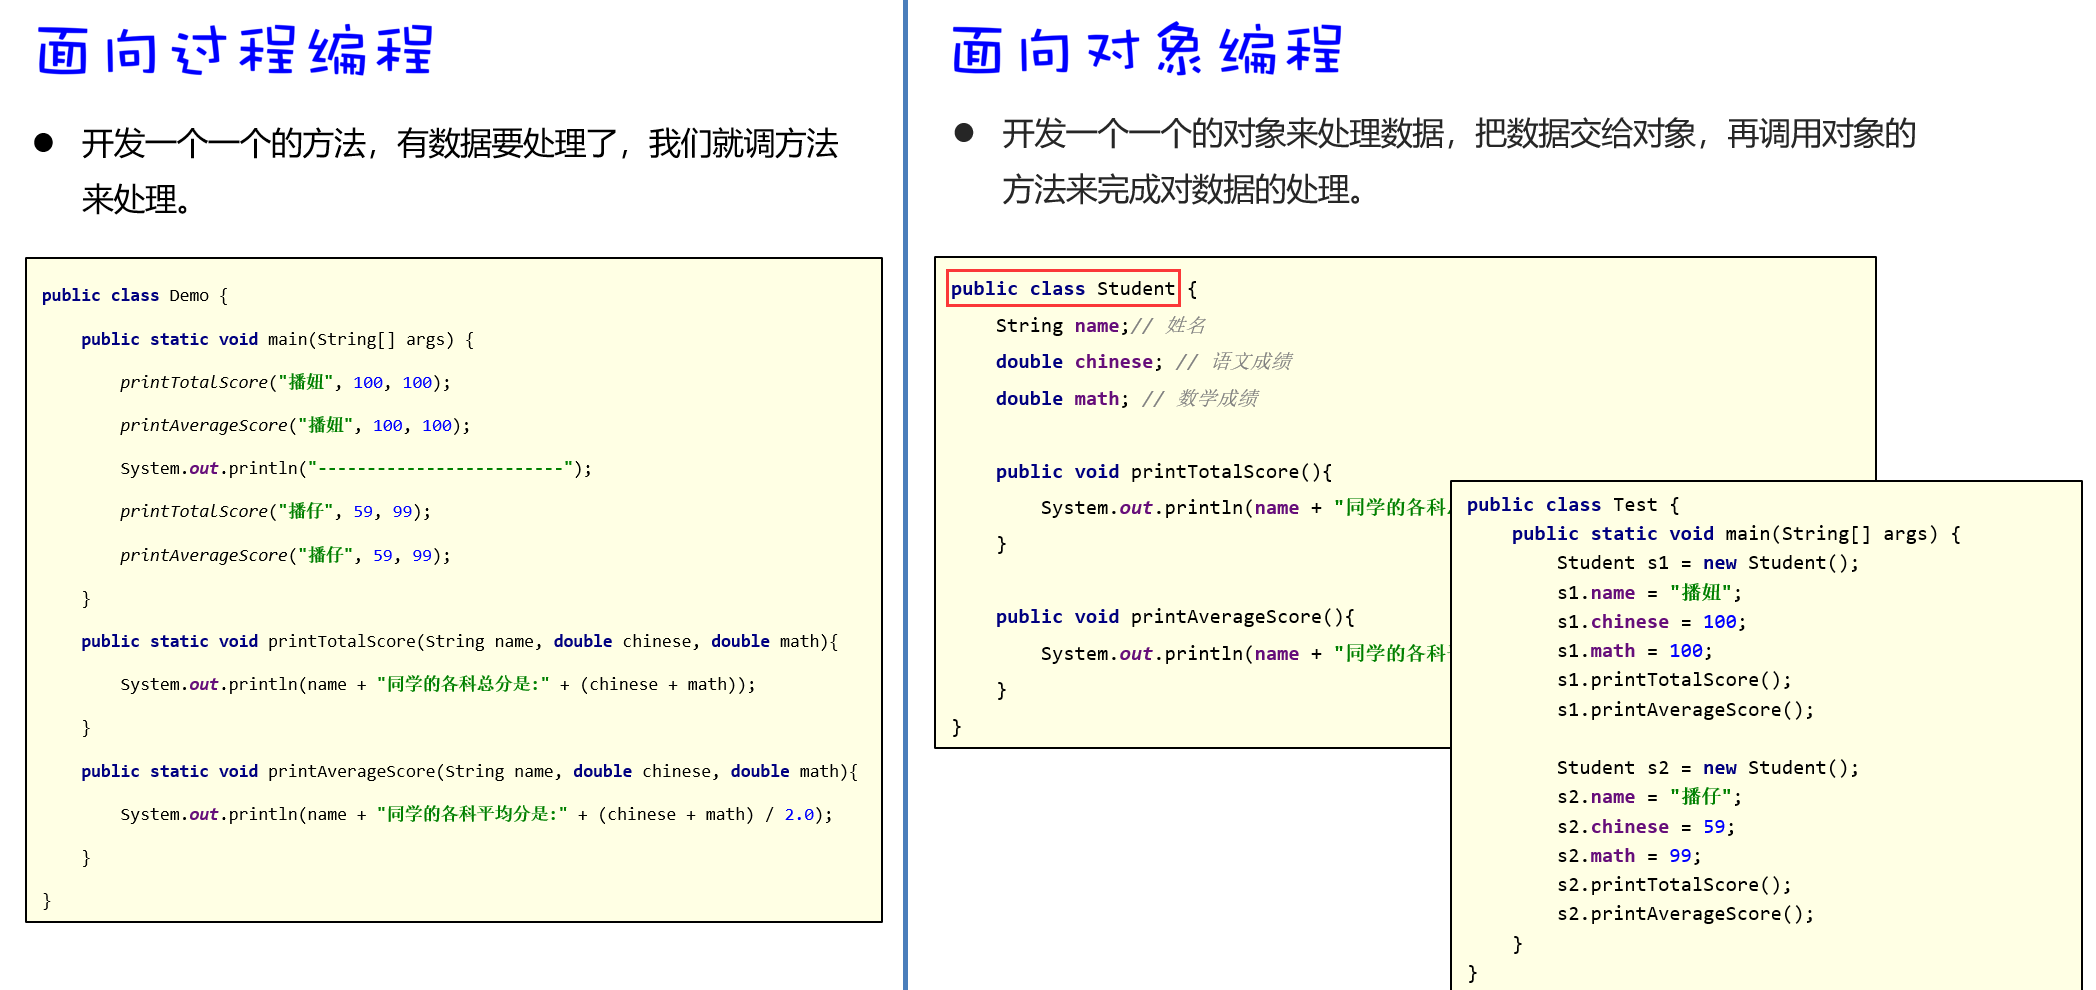 面向过程编程
● 开发一个一个的方法，有数据要处理了，我们就调方法
来处理。
public class Demo {
public static void main(String[] args) {
printTotalScore("播妞", 100, 100);
printAverageScore("播妞", 100, 100);
System.out.println("-------------------------");
printTotalScore("播仔", 59, 99);
printAverageScore("播仔", 59, 99);
}
public static void printTotalScore(String name, double chinese, double math){
System.out.println(name + "同学的各科总分是:" + (chinese + math));
}
public static void printAverageScore(String name, double chinese, double math){
System.out.println(name + "同学的各科平均分是:" + (chinese + math) / 2.0);
}
}
面向对象编程
● 开发一个一个的对象来处理数据，把数据交给对象，再调用对象的
方法来完成对数据的处理。
public class Student {
String name;// 姓名
double chinese; // 语文成绩
double math; // 数学成绩
public void printTotalScore(){
System.out.println(name + "同学的各科
}
public void printAverageScore(){
System.out.println(name + "同学的各科
}
}
public class Test {
public static void main(String[] args) {
Student s1 = new Student();
s1.name = "播妞";
s1.chinese = 100;
s1.math = 100;
s1.printTotalScore();
s1.printAverageScore();
Student s2 = new Student();
s2.name = "播仔";
s2.chinese = 59;
s2.math = 99;
s2.printTotalScore();
s2.printAverageScore();
}
}